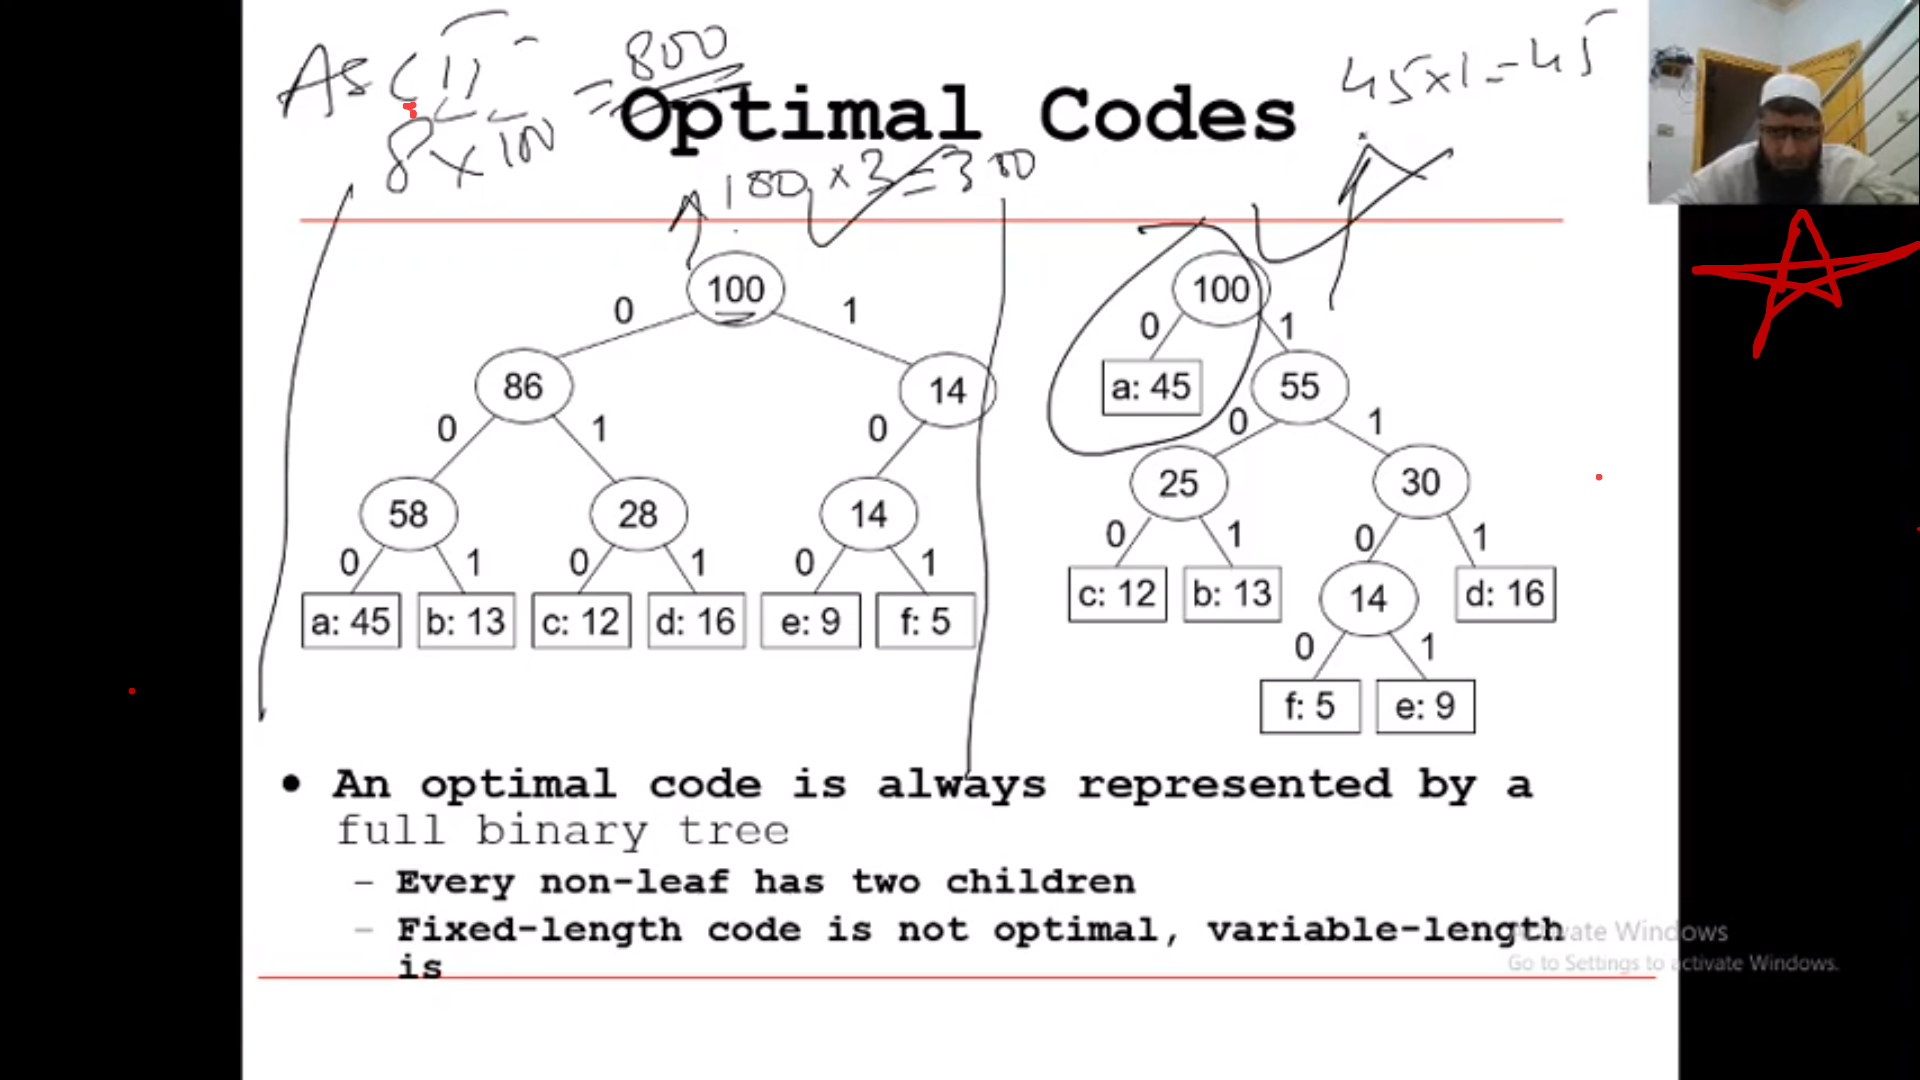 ASCII
8 x 100 = 800
45x1=45
Optimal Codes
100 x 3 = 300
100
0 1
86 14
0 1 0
58 28 14
0 1 0 1 0 1
a: 45 b: 13 c: 12 d: 16 e: 9 f: 5
100
0 1
a: 45 55
0 1
25 30
0 1 0 1
c: 12 b: 13 14 d: 16
0 1
f: 5 e: 9
• An optimal code is always represented by a
full binary tree
– Every non-leaf has two children
– Fixed-length code is not optimal, variable-length
is
Activate Windows
Go to Settings to activate Windows.